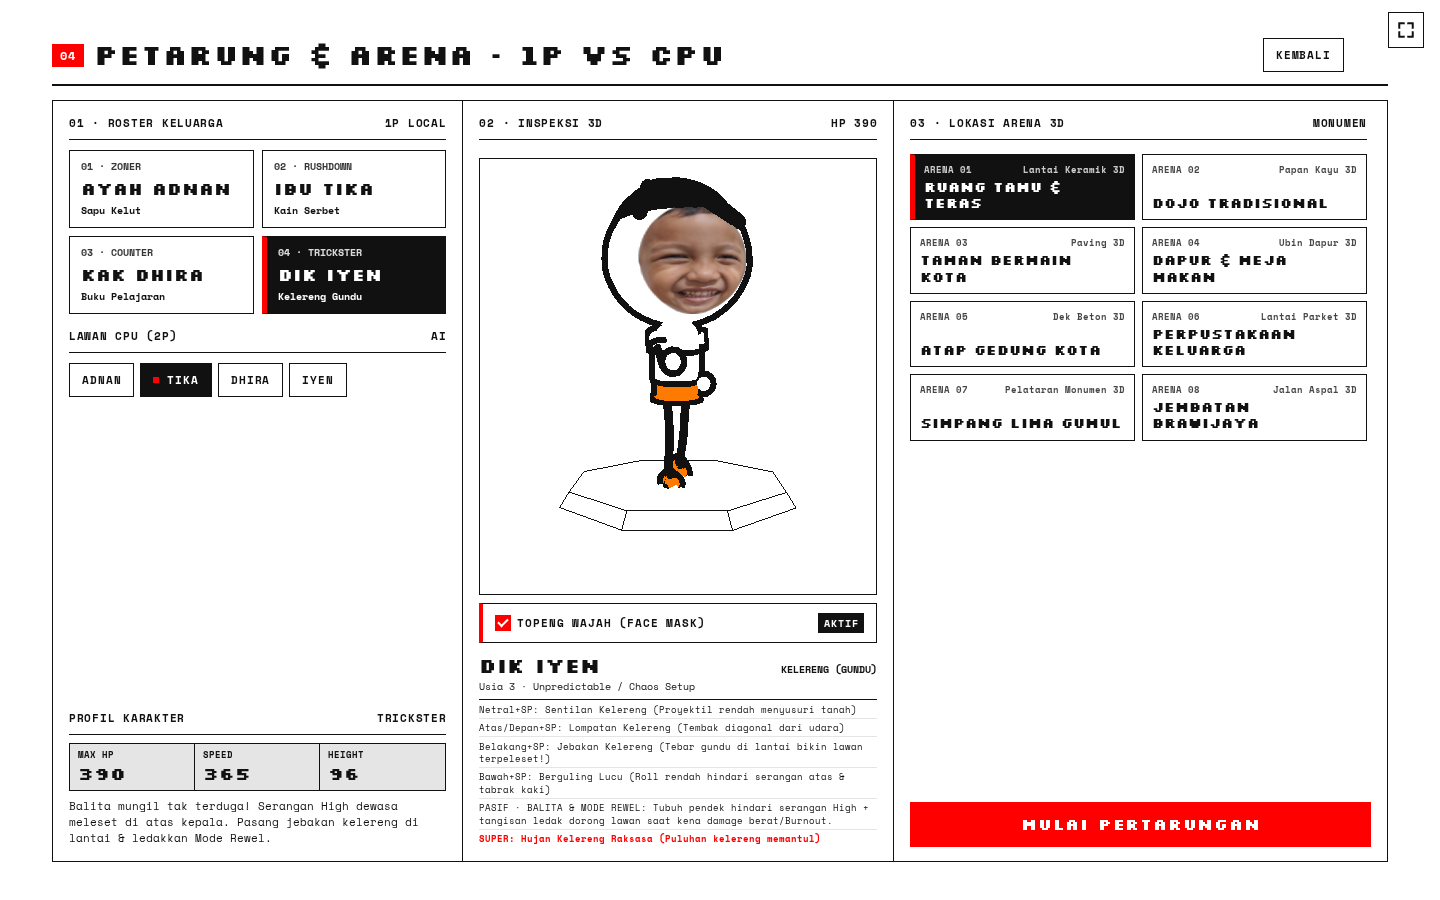 04 PETARUNG & ARENA - 1P VS CPU
KEMBALI
01 · ROSTER KELUARGA 1P LOCAL
01 · ZONER
AYAH ADNAN
Sapu Kelut
02 · RUSHDOWN
IBU TIKA
Kain Serbet
03 · COUNTER
KAK DHIRA
Buku Pelajaran
04 · TRICKSTER
DIK IYEN
Kelereng Gundu
LAWAN CPU (2P) AI
ADNAN TIKA DHIRA IYEN
PROFIL KARAKTER TRICKSTER
MAX HP
390
SPEED
365
HEIGHT
96
Balita mungil tak terduga! Serangan High dewasa
meleset di atas kepala. Pasang jebakan kelereng di
lantai & ledakkan Mode Rewel.
02 · INSPEKSI 3D HP 390
TOPENG WAJAH (FACE MASK) AKTIF
DIK IYEN KELERENG (GUNDU)
Usia 3 · Unpredictable / Chaos Setup
Netral+SP: Sentilan Kelereng (Proyektil rendah menyusuri tanah)
Atas/Depan+SP: Lompatan Kelereng (Tembak diagonal dari udara)
Belakang+SP: Jebakan Kelereng (Tebar gundu di lantai bikin lawan
terpeleset!)
Bawah+SP: Berguling Lucu (Roll rendah hindari serangan atas &
tabrak kaki)
PASIF · BALITA & MODE REWEL: Tubuh pendek hindari serangan High +
tangisan ledak dorong lawan saat kena damage berat/Burnout.
SUPER: Hujan Kelereng Raksasa (Puluhan kelereng memantul)
03 · LOKASI ARENA 3D MONUMEN
ARENA 01 Lantai Keramik 3D
RUANG TAMU &
TERAS
ARENA 02 Papan Kayu 3D
DOJO TRADISIONAL
ARENA 03 Paving 3D
TAMAN BERMAIN
KOTA
ARENA 04 Ubin Dapur 3D
DAPUR & MEJA
MAKAN
ARENA 05 Dek Beton 3D
ATAP GEDUNG KOTA
ARENA 06 Lantai Parket 3D
PERPUSTAKAAN
KELUARGA
ARENA 07 Pelataran Monumen 3D
SIMPANG LIMA GUMUL
ARENA 08 Jalan Aspal 3D
JEMBATAN
BRAWIJAYA
MULAI PERTARUNGAN